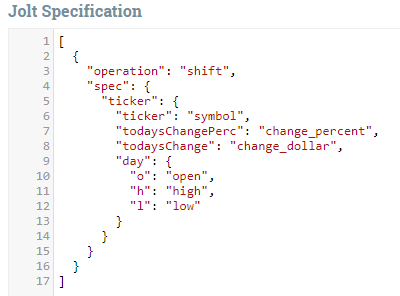 Jolt Specification
1 [
2   {
3     "operation": "shift",
4     "spec": {
5       "ticker": {
6         "ticker": "symbol",
7         "todaysChangePerc": "change_percent",
8         "todaysChange": "change_dollar",
9         "day": {
10           "o": "open",
11           "h": "high",
12           "l": "low"
13         }
14       }
15     }
16   }
17 ]